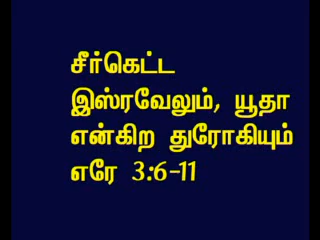 சீர்கெட்ட
இஸ்ரவேலும், யூதா
என்கிற துரோகியும்
எரே 3:6-11